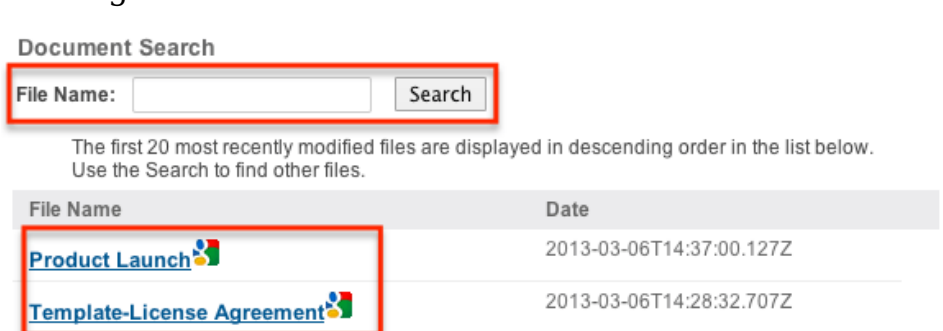 Document Search
File Name: Search
The first 20 most recently modified files are displayed in descending order in the list below.
Use the Search to find other files.
File Name Date
Product Launch 2013-03-06T14:37:00.127Z
Template-License Agreement 2013-03-06T14:28:32.707Z